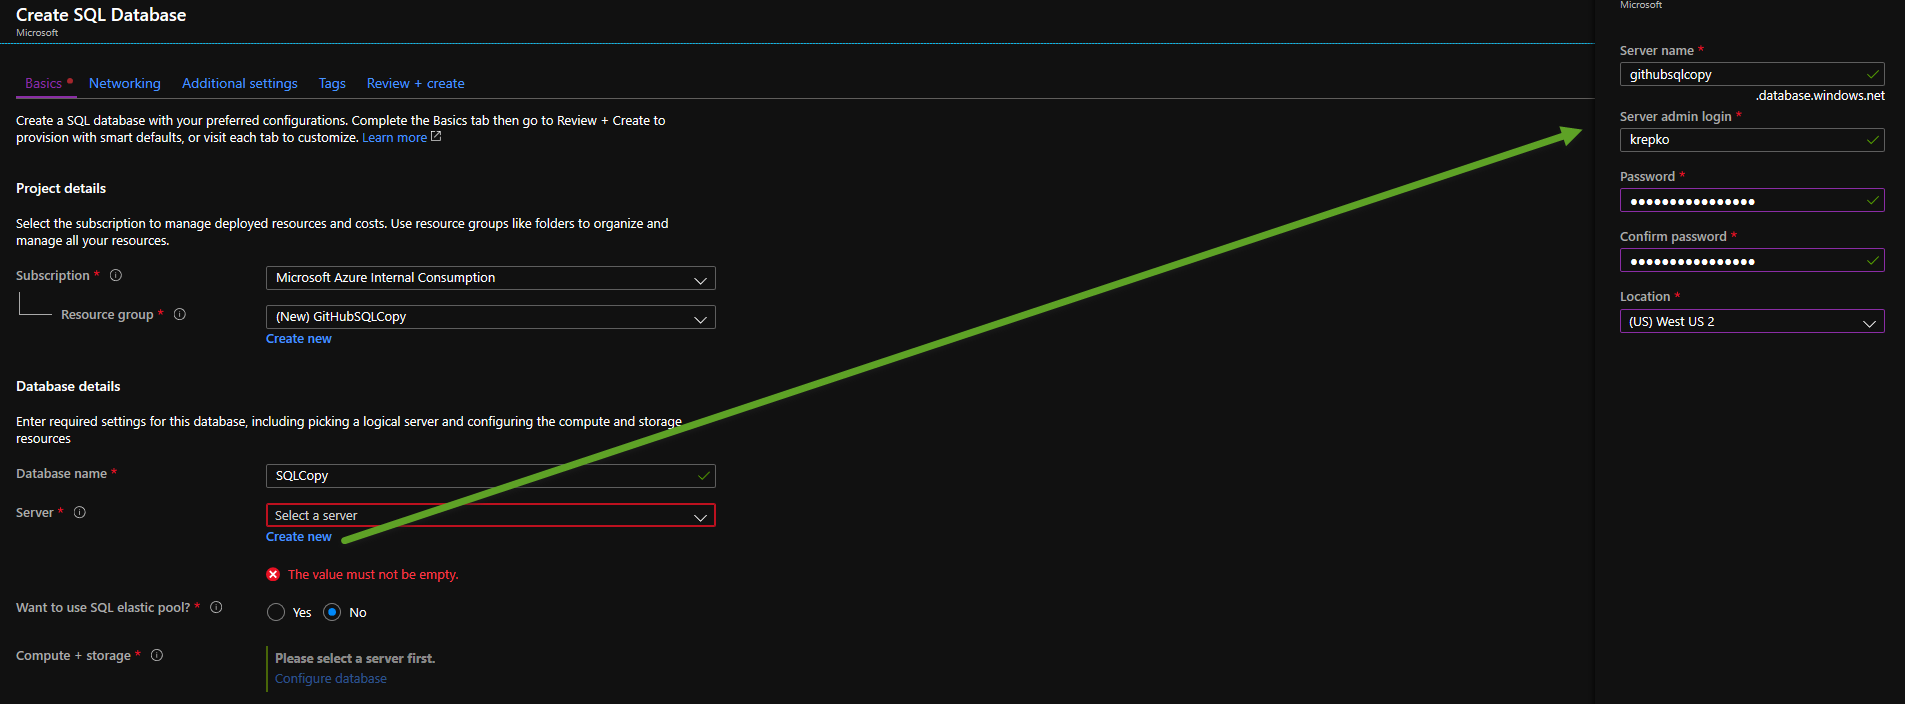 Create SQL Database
Microsoft
Basics
Networking
Additional settings
Tags
Review + create
Create a SQL database with your preferred configurations. Complete the Basics tab then go to Review + Create to
provision with smart defaults, or visit each tab to customize. Learn more
Project details
Select the subscription to manage deployed resources and costs. Use resource groups like folders to organize and
manage all your resources.
Subscription *
Microsoft Azure Internal Consumption
Resource group *
(New) GitHubSQLCopy
Create new
Database details
Enter required settings for this database, including picking a logical server and configuring the compute and storage
resources
Database name *
SQLCopy
Server *
Select a server
Create new
The value must not be empty.
Want to use SQL elastic pool? *
Yes
No
Compute + storage *
Please select a server first.
Configure database
Microsoft
Server name *
githubsqlcopy
.database.windows.net
Server admin login *
krepko
Password *
••••••••••••••••
Confirm password *
••••••••••••••••
Location *
(US) West US 2